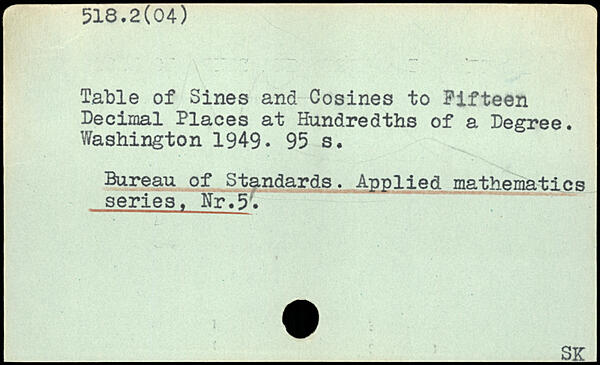 518.2(04)
Table of Sines and Cosines to Fifteen
Decimal Places at Hundredths of a Degree.
Washington 1949. 95 s.
Bureau of Standards. Applied mathematics
series, Nr.5.
SK